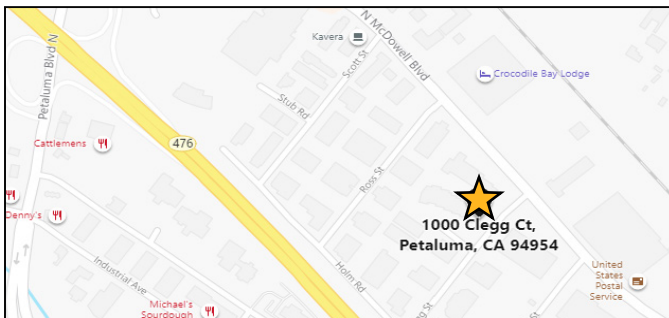 N McDowell Blvd
Kavera
Petaluma Blvd N
Scott St
Crocodile Bay Lodge
Stub Rd
Cattlemens
476
Ross St
Denny's
1000 Clegg Ct,
Petaluma, CA 94954
Industrial Ave
Holm Rd
United
States
Postal
Service
Michael's
Sourdough
St